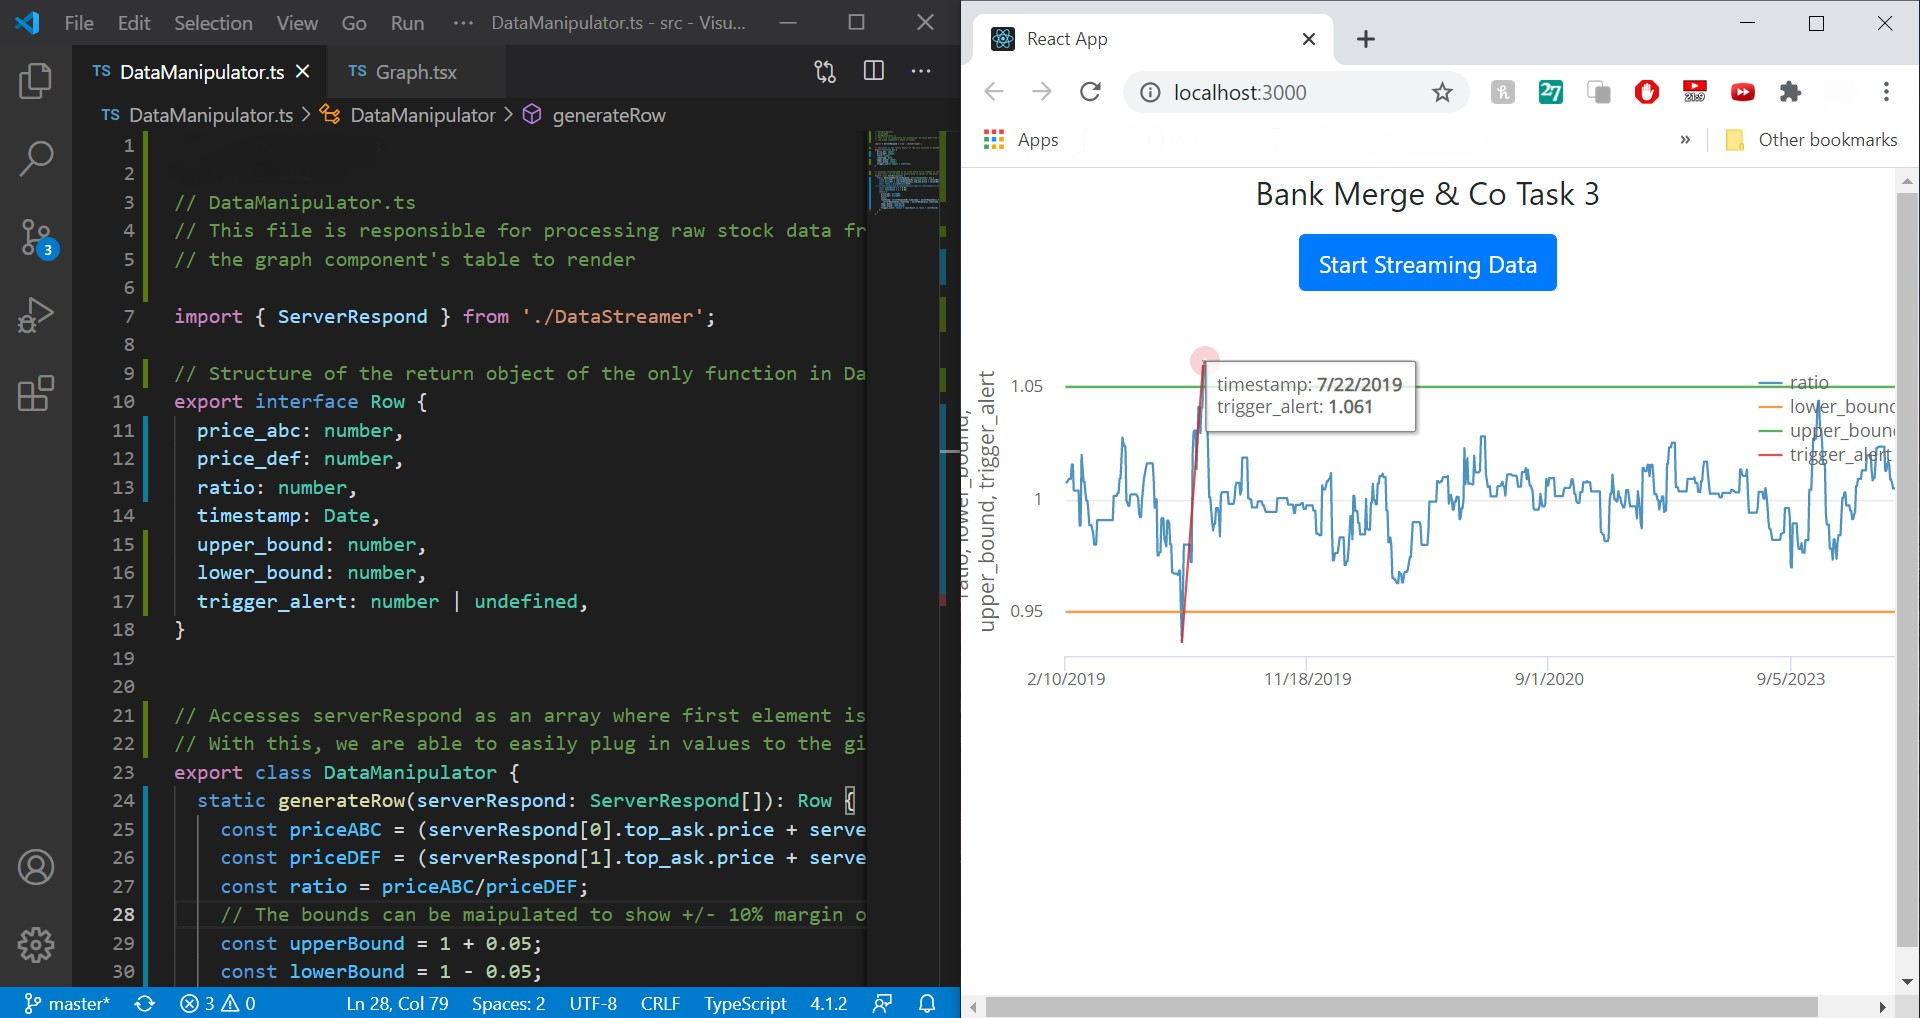 File Edit Selection View Go Run ··· DataManipulator.ts - src - Visu...
TS DataManipulator.ts
TS Graph.tsx
TS DataManipulator.ts > DataManipulator > generateRow
1
2
3 // DataManipulator.ts
4 // This file is responsible for processing raw stock data fr
5 // the graph component's table to render
6
7 import { ServerRespond } from './DataStreamer';
8
9 // Structure of the return object of the only function in Da
10 export interface Row {
11 price_abc: number,
12 price_def: number,
13 ratio: number,
14 timestamp: Date,
15 upper_bound: number,
16 lower_bound: number,
17 trigger_alert: number | undefined,
18 }
19
20
21 // Accesses serverRespond as an array where first element is
22 // With this, we are able to easily plug in values to the gi
23 export class DataManipulator {
24 static generateRow(serverRespond: ServerRespond[]): Row {
25 const priceABC = (serverRespond[0].top_ask.price + serve
26 const priceDEF = (serverRespond[1].top_ask.price + serve
27 const ratio = priceABC/priceDEF;
28 // The bounds can be maipulated to show +/- 10% margin o
29 const upperBound = 1 + 0.05;
30 const lowerBound = 1 - 0.05;
3
master* 3 0 Ln 28, Col 79 Spaces: 2 UTF-8 CRLF TypeScript 4.1.2
React App
localhost:3000
27
21:9
Apps
» Other bookmarks
Bank Merge & Co Task 3
Start Streaming Data
ratio, lower_bound,
upper_bound, trigger_alert
1.05
1
0.95
timestamp: 7/22/2019
trigger_alert: 1.061
ratio
lower_bound
upper_boun
trigger_alert
2/10/2019 11/18/2019 9/1/2020 9/5/2023